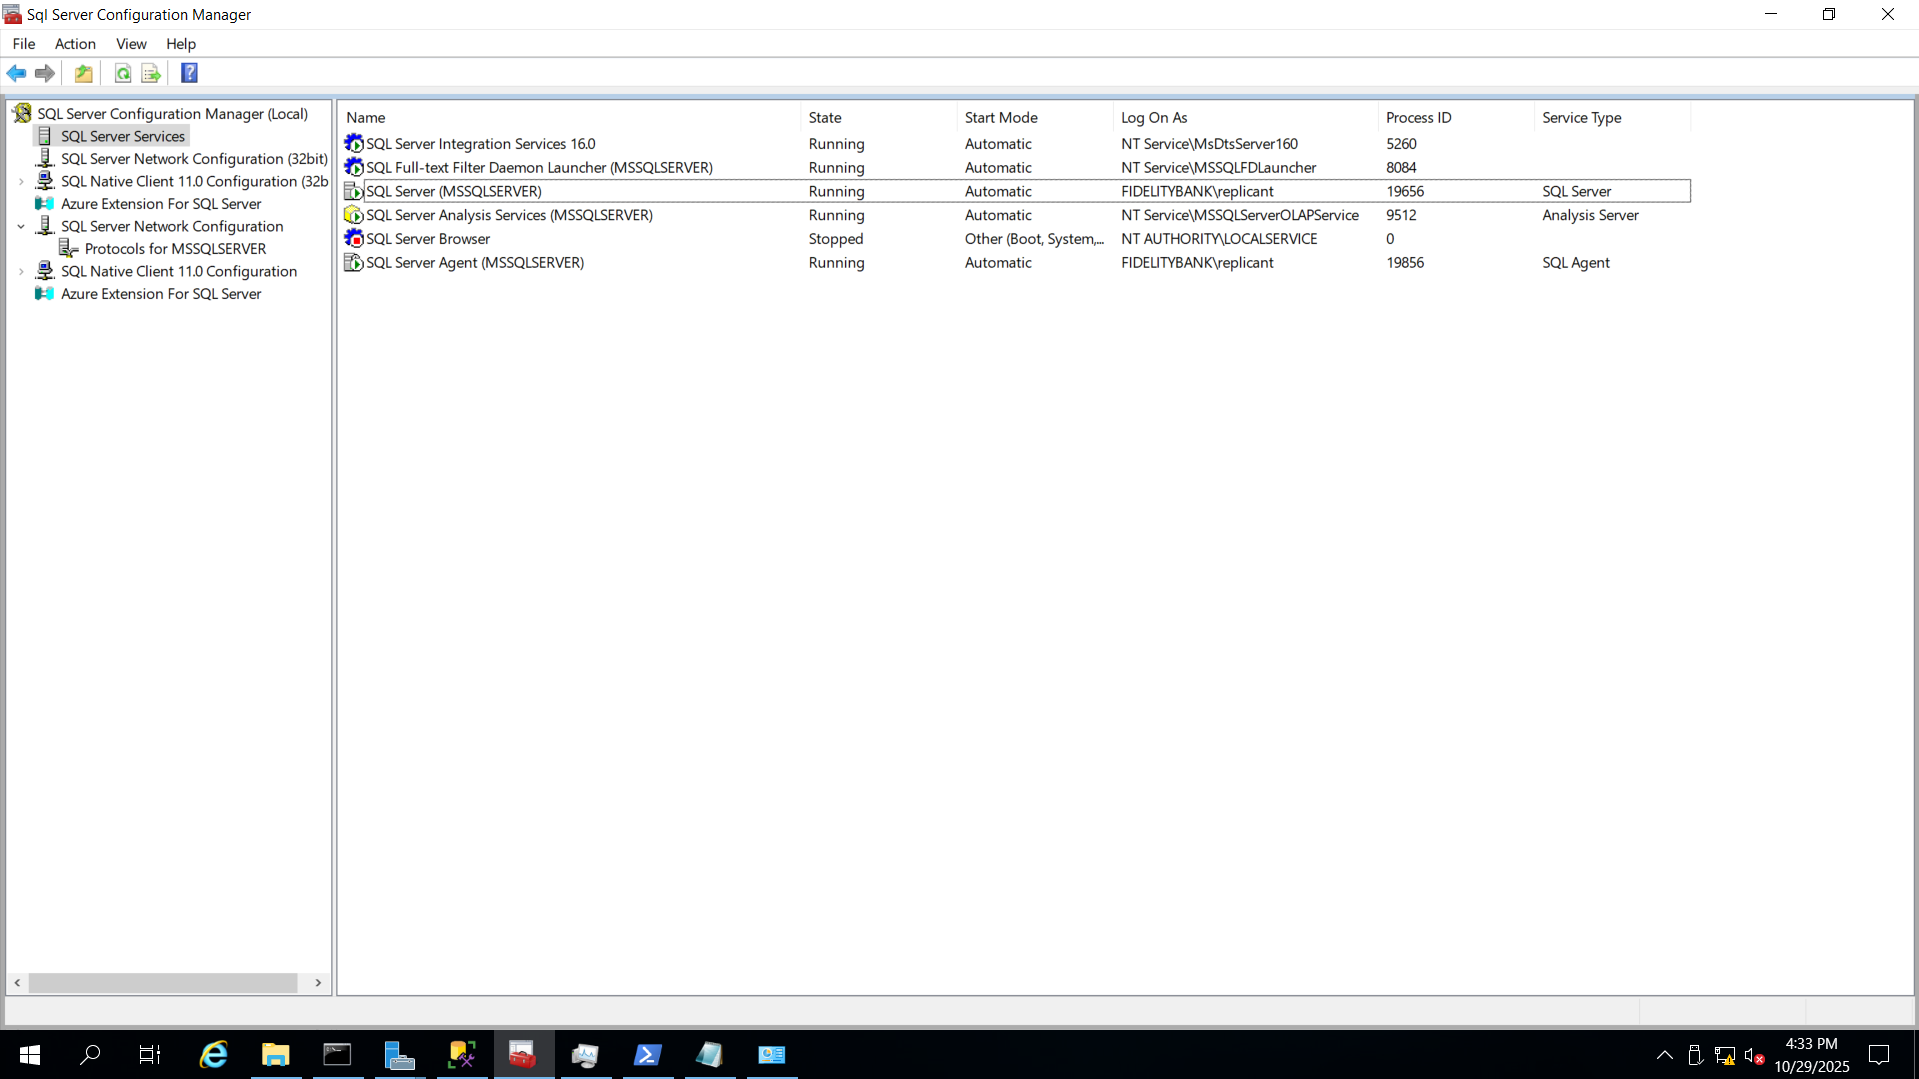 Sql Server Configuration Manager
File Action View Help
SQL Server Configuration Manager (Local)
SQL Server Services
SQL Server Network Configuration (32bit)
SQL Native Client 11.0 Configuration (32b
Azure Extension For SQL Server
SQL Server Network Configuration
Protocols for MSSQLSERVER
SQL Native Client 11.0 Configuration
Azure Extension For SQL Server
Name State Start Mode Log On As Process ID Service Type
SQL Server Integration Services 16.0 Running Automatic NT Service\MsDtsServer160 5260
SQL Full-text Filter Daemon Launcher (MSSQLSERVER) Running Automatic NT Service\MSSQLFDLauncher 8084
SQL Server (MSSQLSERVER) Running Automatic FIDELITYBANK\replicant 19656 SQL Server
SQL Server Analysis Services (MSSQLSERVER) Running Automatic NT Service\MSSQLServerOLAPService 9512 Analysis Server
SQL Server Browser Stopped Other (Boot, System,... NT AUTHORITY\LOCALSERVICE 0
SQL Server Agent (MSSQLSERVER) Running Automatic FIDELITYBANK\replicant 19856 SQL Agent
4:33 PM
10/29/2025